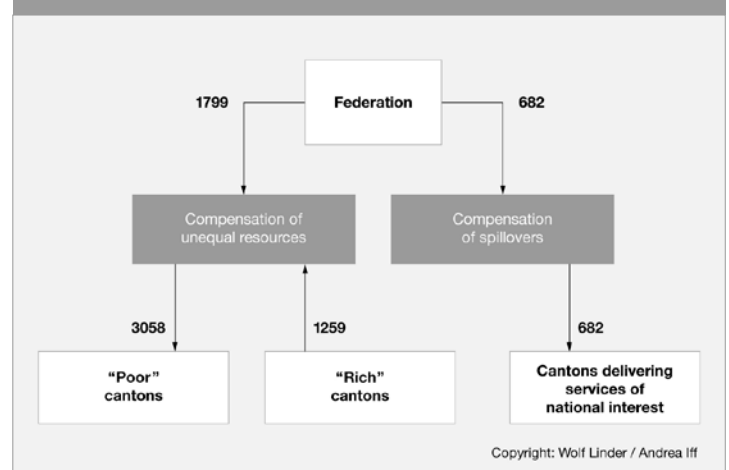 Federation
1799
682
Compensation of
unequal resources
Compensation
of spillovers
3058
1259
682
“Poor”
cantons
“Rich”
cantons
Cantons delivering
services of
national interest
Copyright: Wolf Linder / Andrea Iff